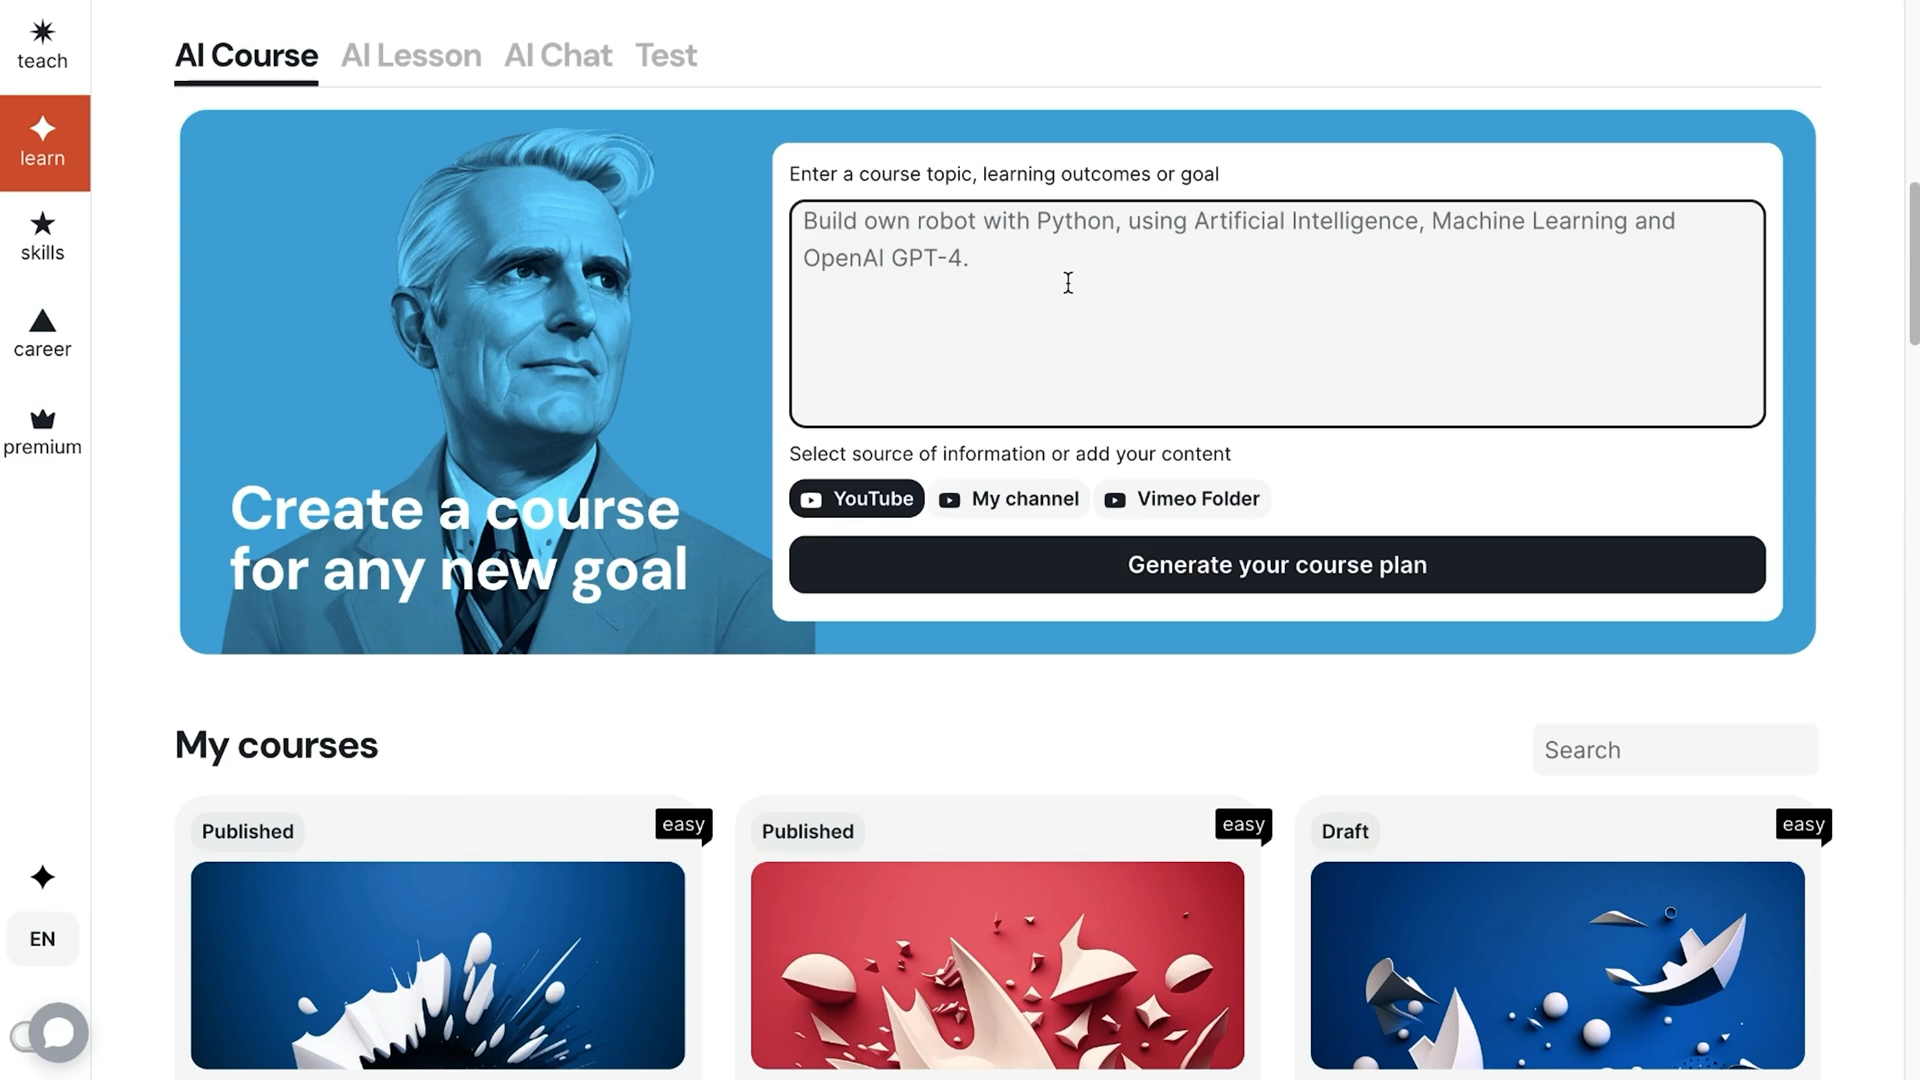 teach
learn
skills
career
premium
EN
AI Course AI Lesson AI Chat Test
Create a course
for any new goal
Enter a course topic, learning outcomes or goal
Build own robot with Python, using Artificial Intelligence, Machine Learning and
OpenAI GPT-4.
Select source of information or add your content
YouTube My channel Vimeo Folder
Generate your course plan
My courses
Search
Published easy
Published easy
Draft easy